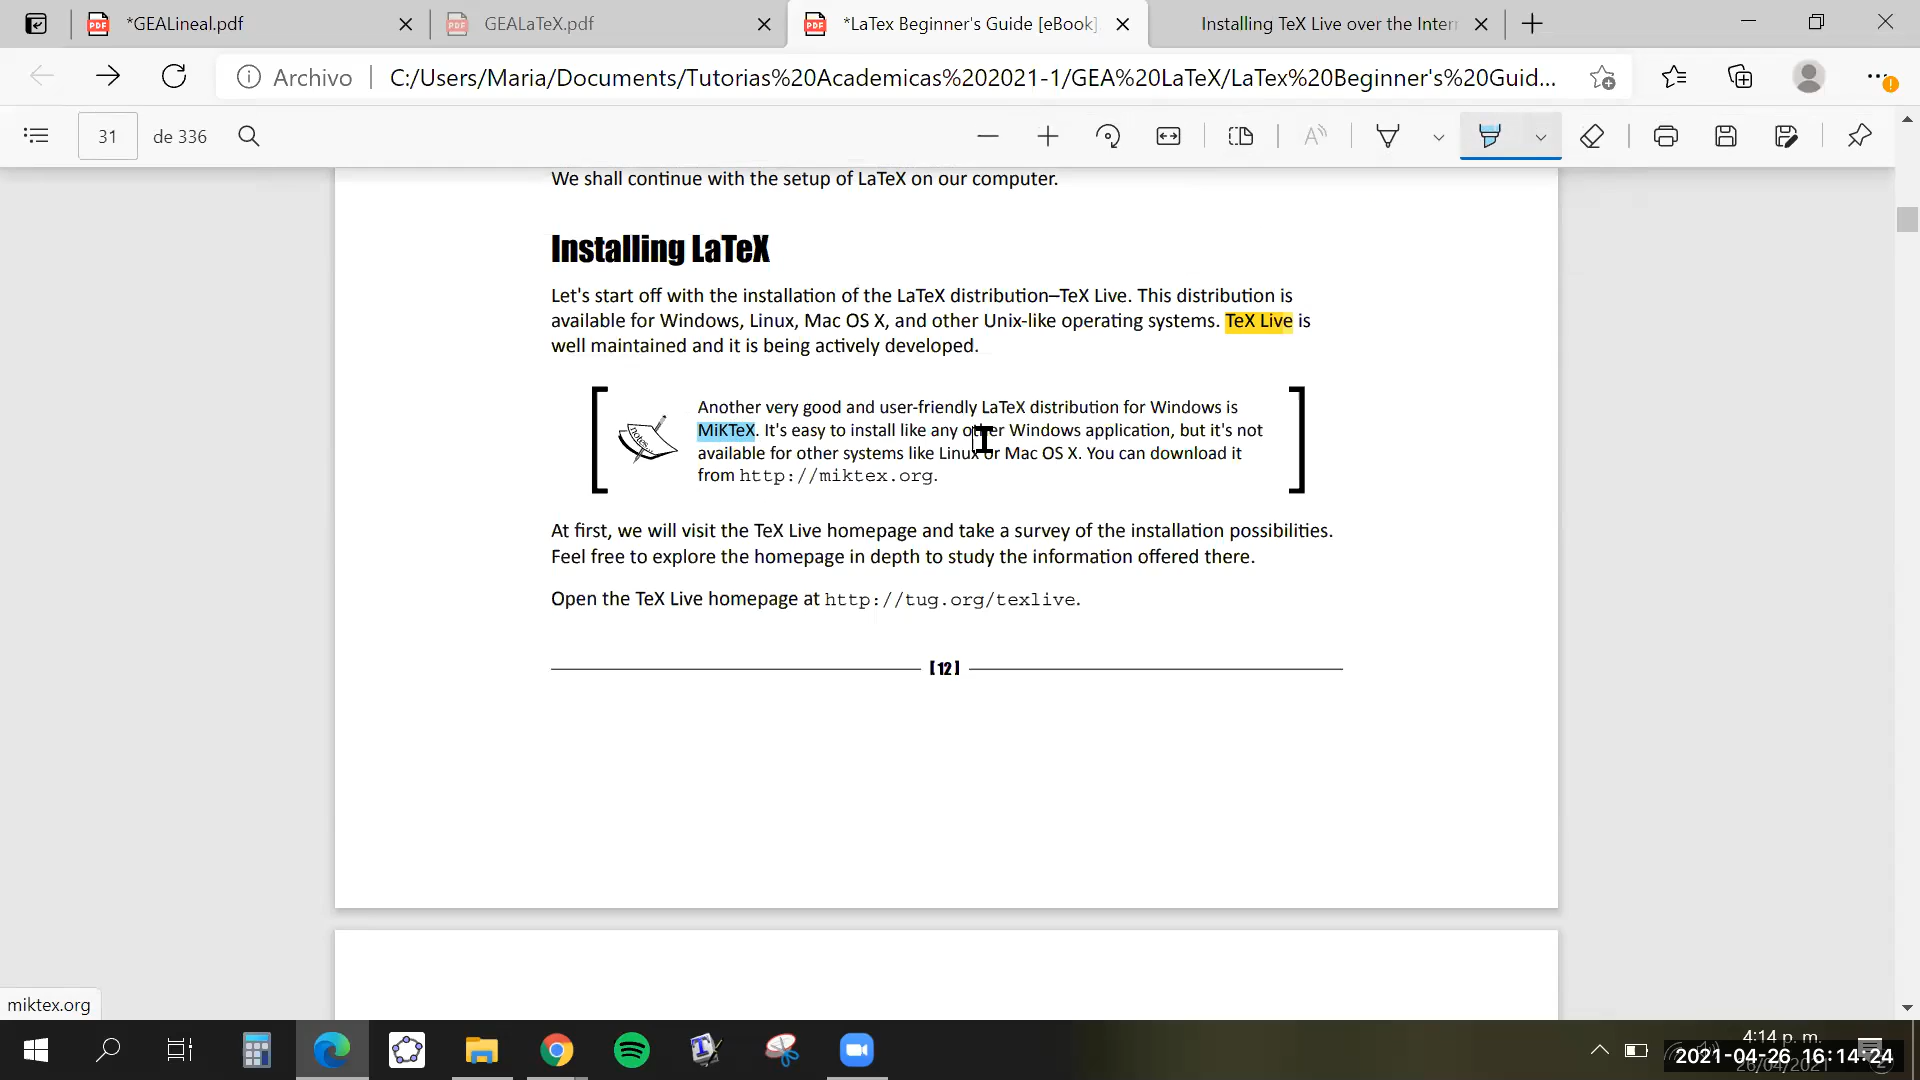 *GEALineal.pdf
GEALaTeX.pdf
*LaTex Beginner's Guide [eBook]
Installing TeX Live over the Inter
Archivo
C:/Users/Maria/Documents/Tutorias%20Academicas%202021-1/GEA%20LaTeX/LaTex%20Beginner's%20Guid...
31 de 336
We shall continue with the setup of LaTeX on our computer.
Installing LaTeX
Let's start off with the installation of the LaTeX distribution–TeX Live. This distribution is
available for Windows, Linux, Mac OS X, and other Unix-like operating systems. TeX Live is
well maintained and it is being actively developed.
notes
Another very good and user-friendly LaTeX distribution for Windows is
MiKTeX. It's easy to install like any other Windows application, but it's not
available for other systems like Linux or Mac OS X. You can download it
from http://miktex.org.
At first, we will visit the TeX Live homepage and take a survey of the installation possibilities.
Feel free to explore the homepage in depth to study the information offered there.
Open the TeX Live homepage at http://tug.org/texlive.
[12]
miktex.org
4:14 p. m.
2021-04-26 16:14:24
26/04/2021